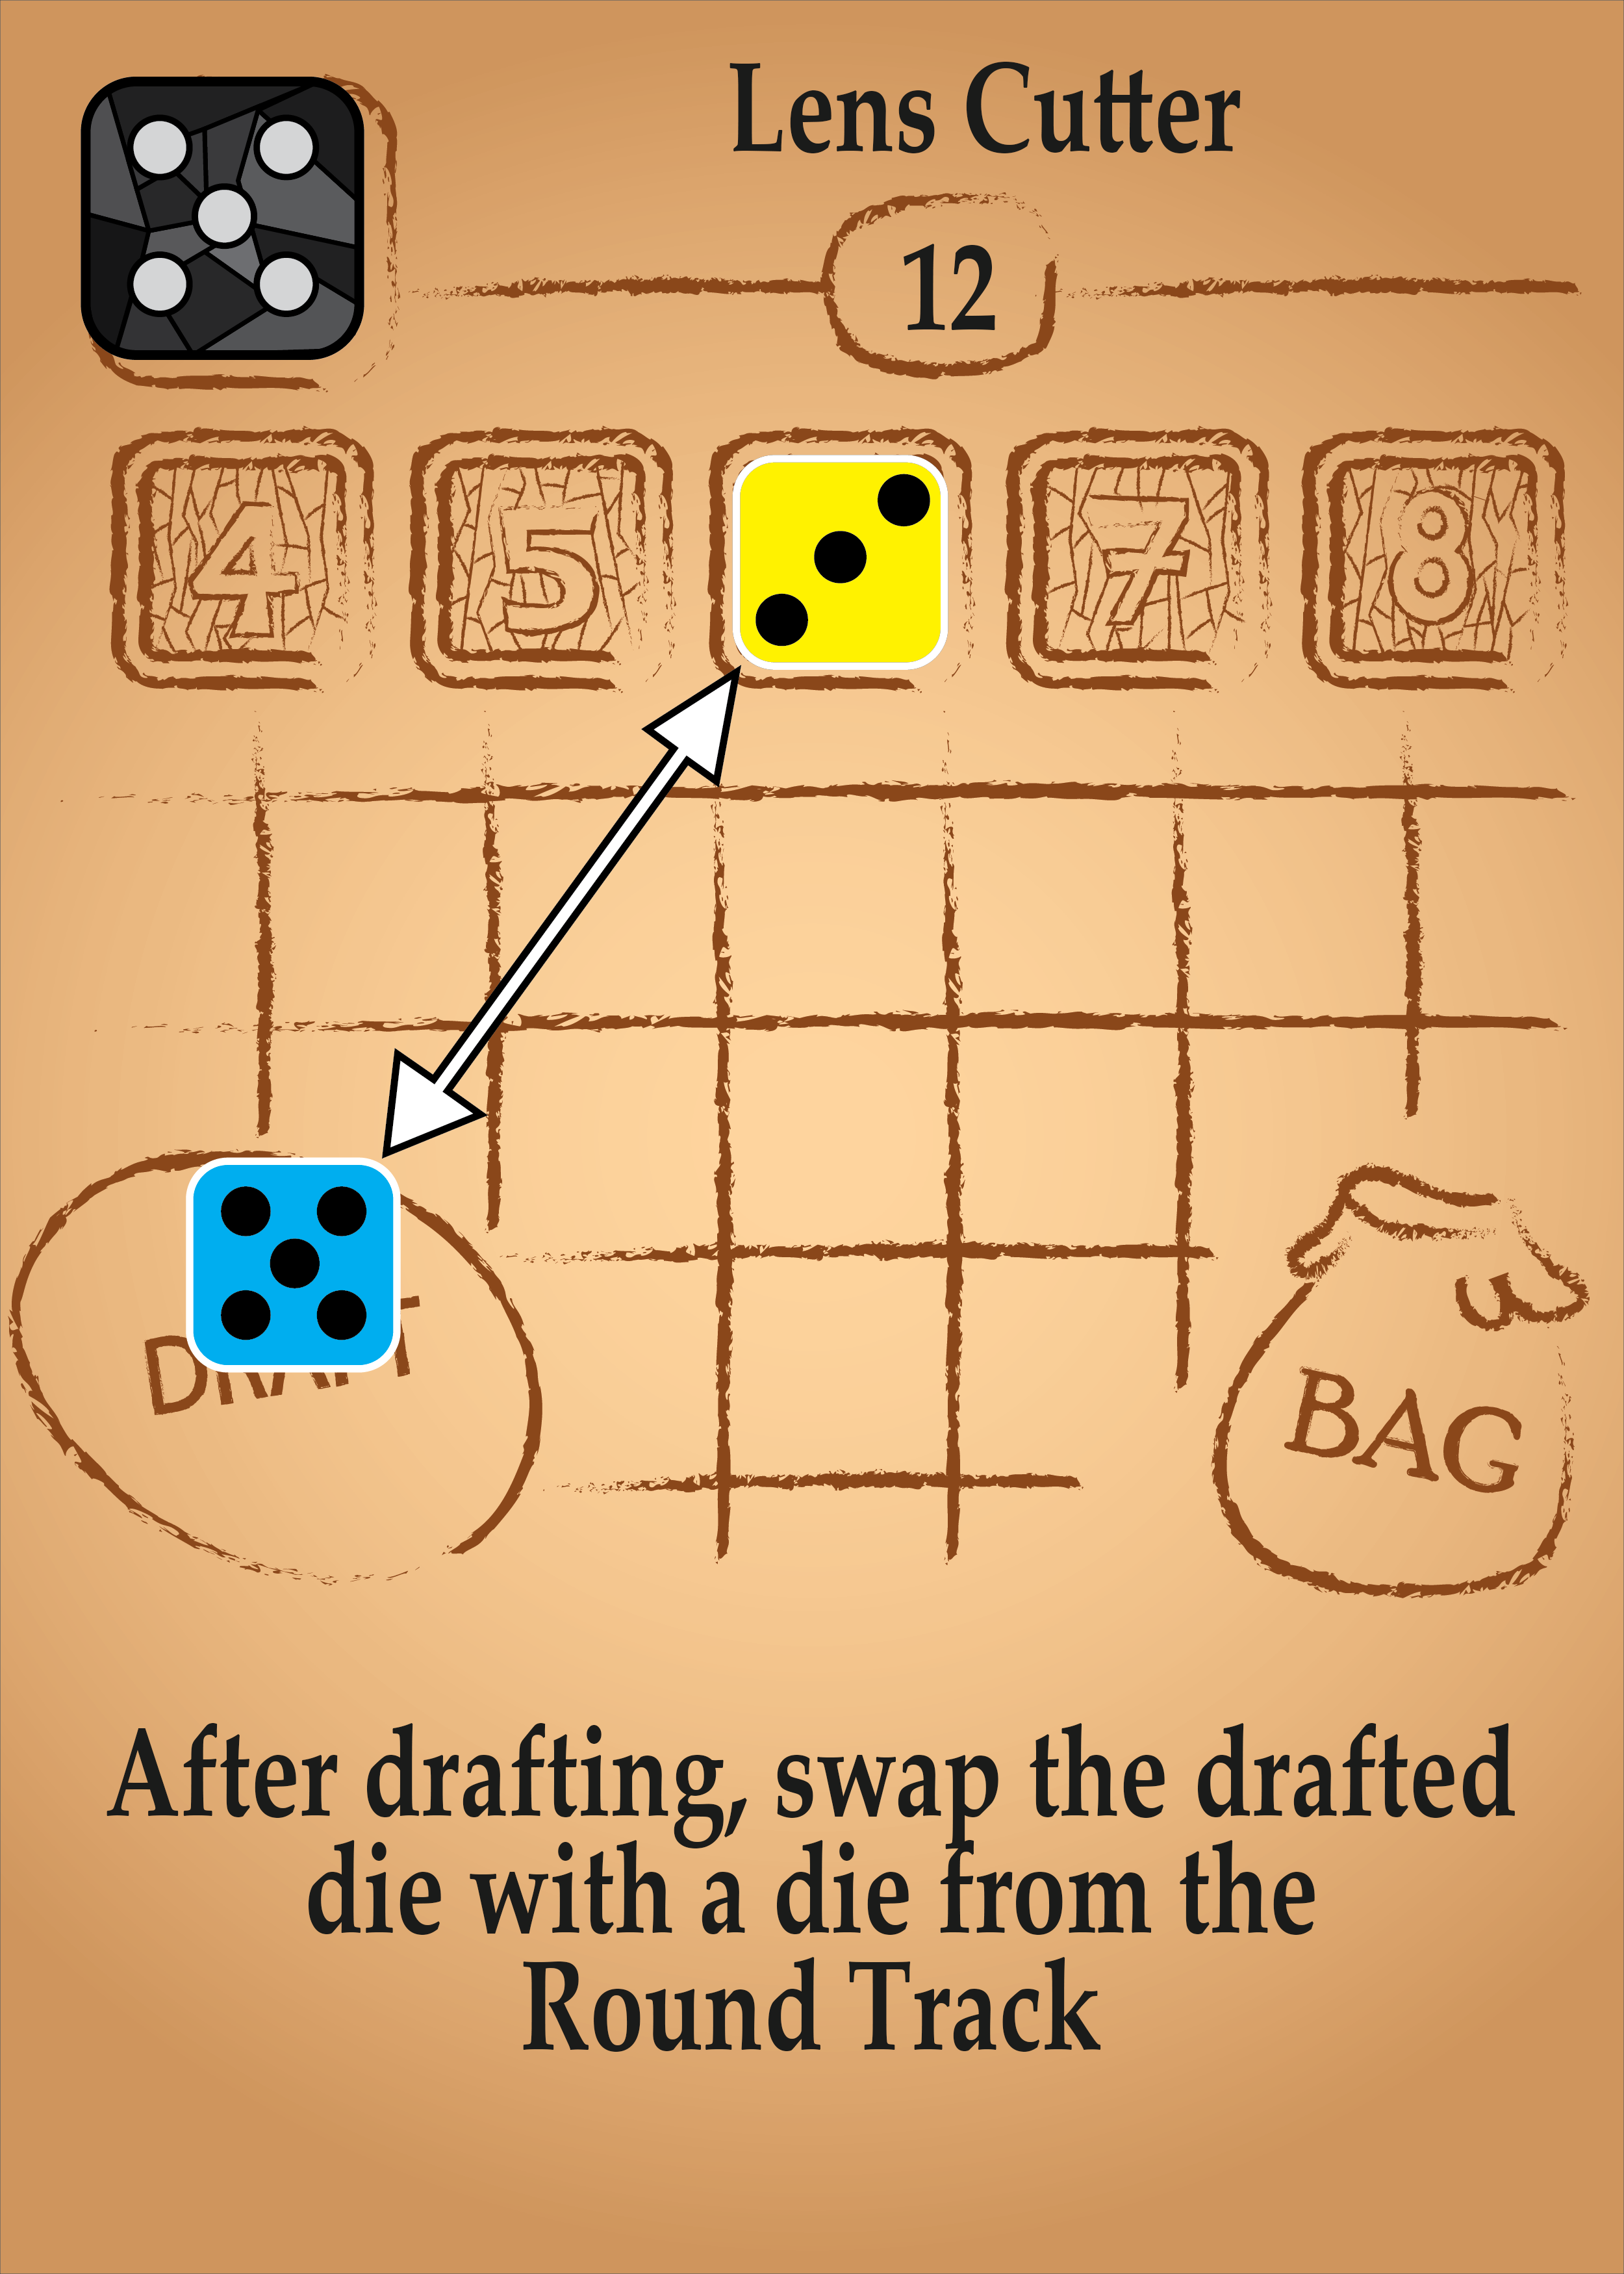 Lens Cutter
12
4 5 7 8
DRAFT
BAG
After drafting, swap the drafted
die with a die from the
Round Track